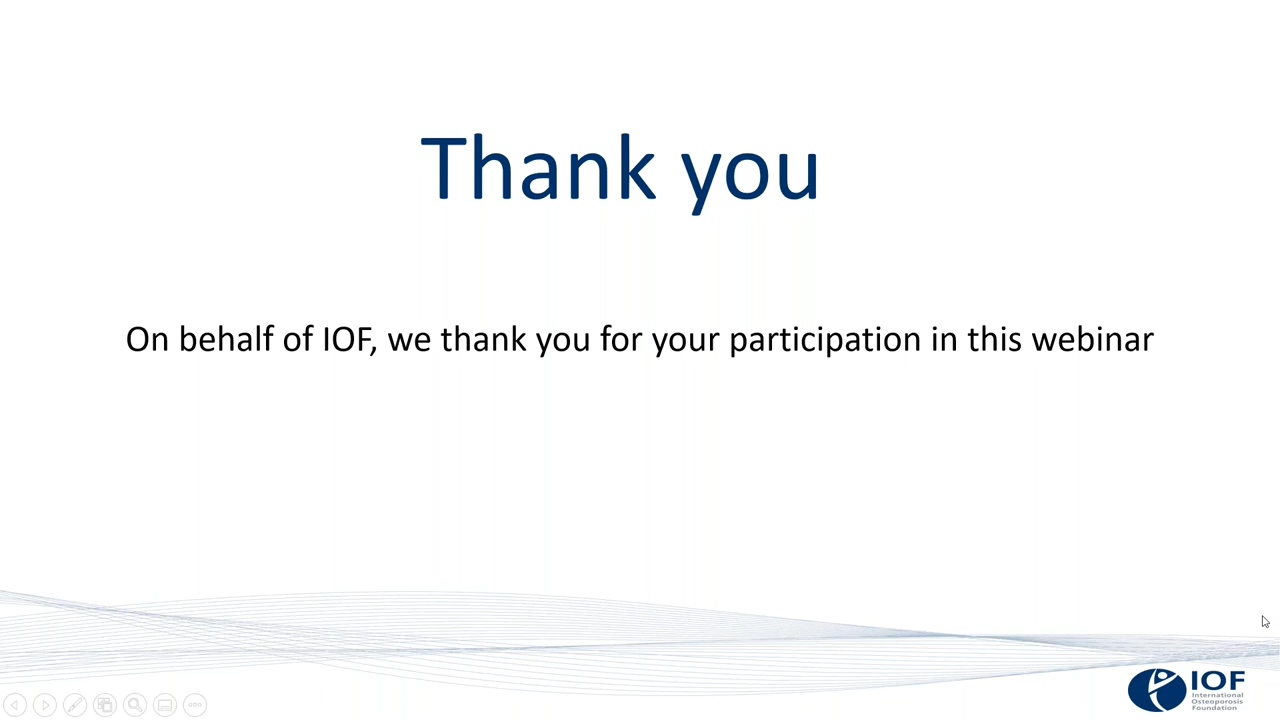 Thank you
On behalf of IOF, we thank you for your participation in this webinar
IOF
International
Osteoporosis
Foundation